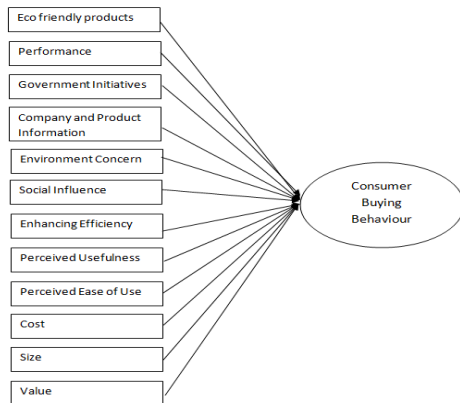 Eco friendly products
Performance
Government Initiatives
Company and Product
Information
Environment Concern
Social Influence
Enhancing Efficiency
Perceived Usefulness
Perceived Ease of Use
Cost
Size
Value
Consumer
Buying
Behaviour